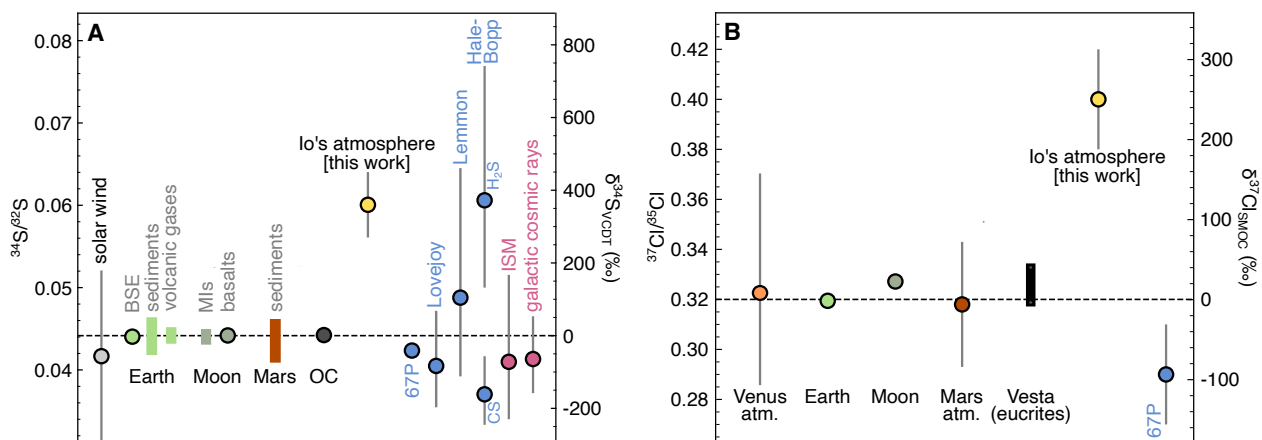 A
0.08
0.07
0.06
0.05
0.04
³⁴S/³²S
solar wind
BSE
sediments
volcanic gases
Earth
MIs
basalts
Moon
sediments
Mars
OC
Io's atmosphere
[this work]
67P
Lovejoy
Lemmon
Hale-
Bopp
H₂S
CS
ISM
galactic cosmic rays
800
600
400
200
0
-200
δ³⁴S_VCDT (‰)
B
0.42
0.40
0.38
0.36
0.34
0.32
0.30
0.28
³⁷Cl/³⁵Cl
Venus
atm.
Earth
Moon
Mars
atm.
Vesta
(eucrites)
Io's atmosphere
[this work]
67P
300
200
100
0
-100
δ³⁷Cl_SMOC (‰)